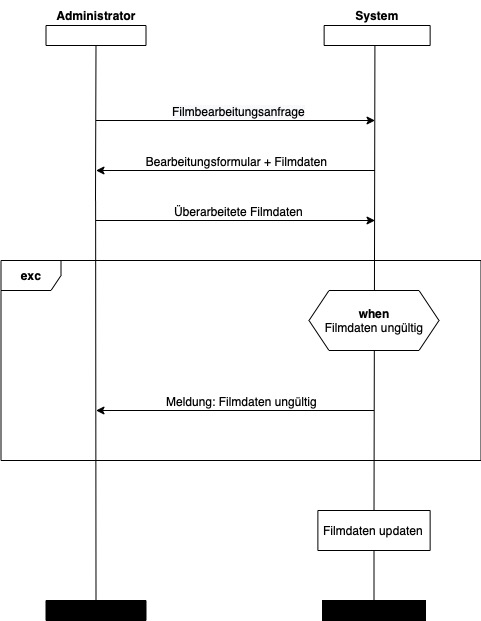 Administrator
System
Filmbearbeitungsanfrage
Bearbeitungsformular + Filmdaten
Überarbeitete Filmdaten
exc
when
Filmdaten ungültig
Meldung: Filmdaten ungültig
Filmdaten updaten